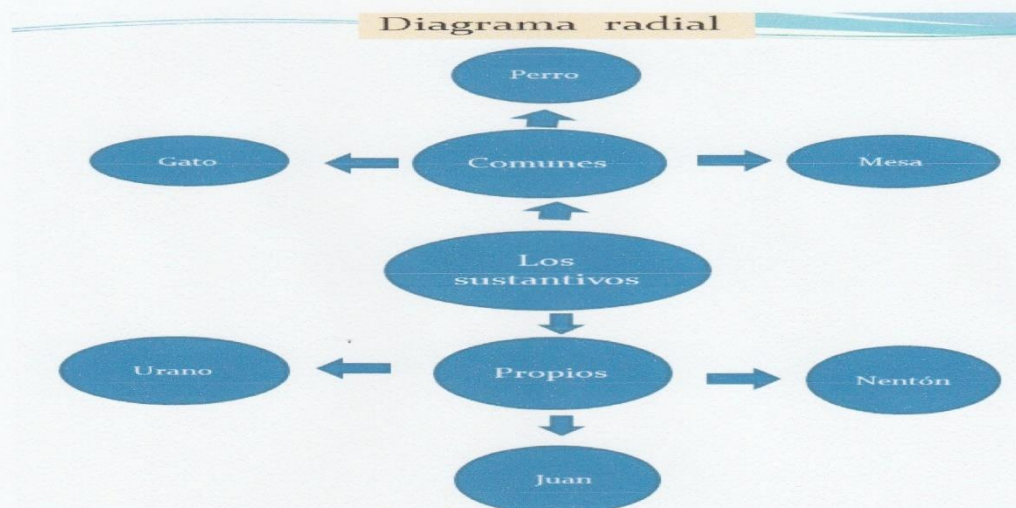 Diagrama radial
Perro
Gato
Comunes
Mesa
Los
sustantivos
Urano
Propios
Nentón
Juan